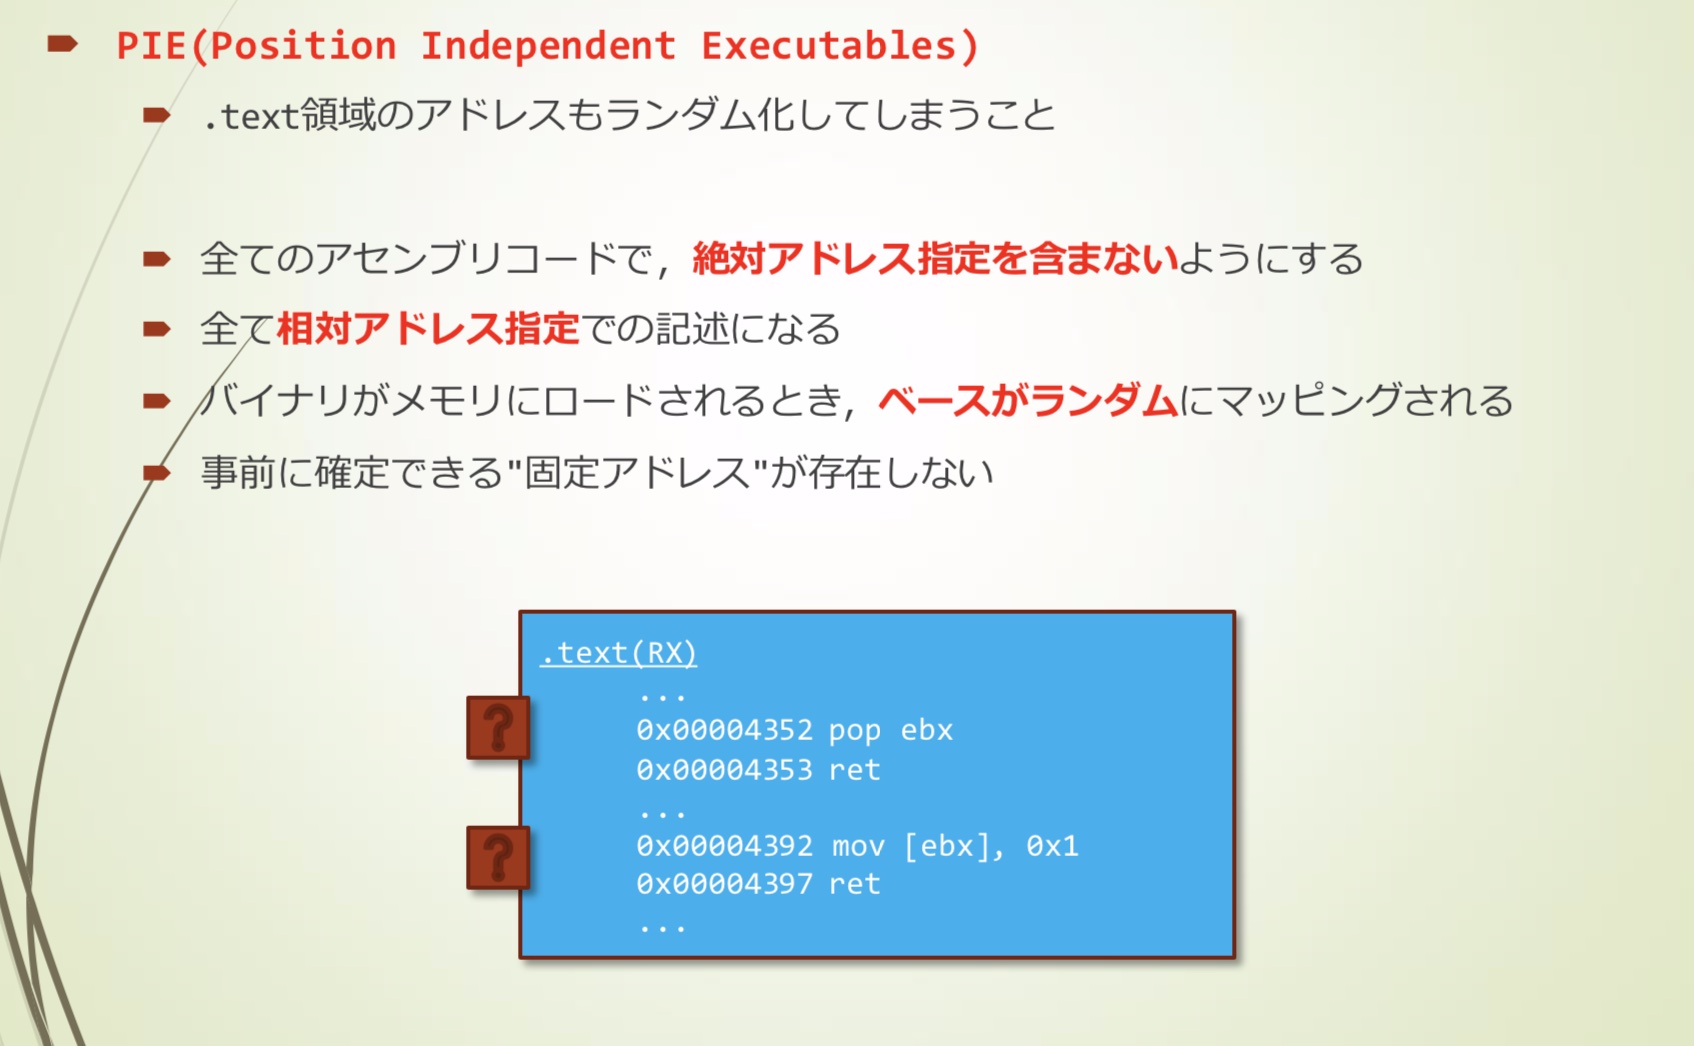 PIE(Position Independent Executables)
.text領域のアドレスもランダム化してしまうこと
全てのアセンブリコードで，絶対アドレス指定を含まないようにする
全て相対アドレス指定での記述になる
バイナリがメモリにロードされるとき，ベースがランダムにマッピングされる
事前に確定できる"固定アドレス"が存在しない
.text(RX)
...
?
0x00004352 pop ebx
0x00004353 ret
...
?
0x00004392 mov [ebx], 0x1
0x00004397 ret
...